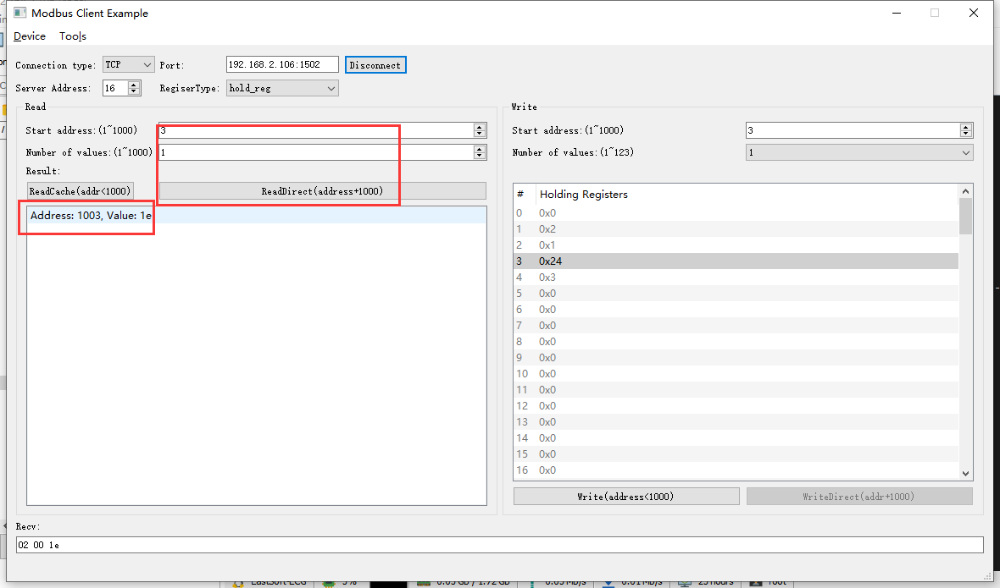 Modbus Client Example
Device Tools
Connection type: TCP Port: 192.168.2.106:1502 Disconnect
Server Address: 16 RegiserType: hold_reg
Read
Start address:(1~1000) 3
Number of values:(1~1000) 1
Result:
ReadCache(addr<1000) ReadDirect(address+1000)
Address: 1003, Value: 1e
Write
Start address:(1~1000) 3
Number of values:(1~123) 1
# Holding Registers
0 0x0
1 0x2
2 0x1
3 0x24
4 0x3
5 0x0
6 0x0
7 0x0
8 0x0
9 0x0
10 0x0
11 0x0
12 0x0
13 0x0
14 0x0
15 0x0
16 0x0
Write(address<1000) WriteDirect(addr+1000)
Recv:
02 00 1e